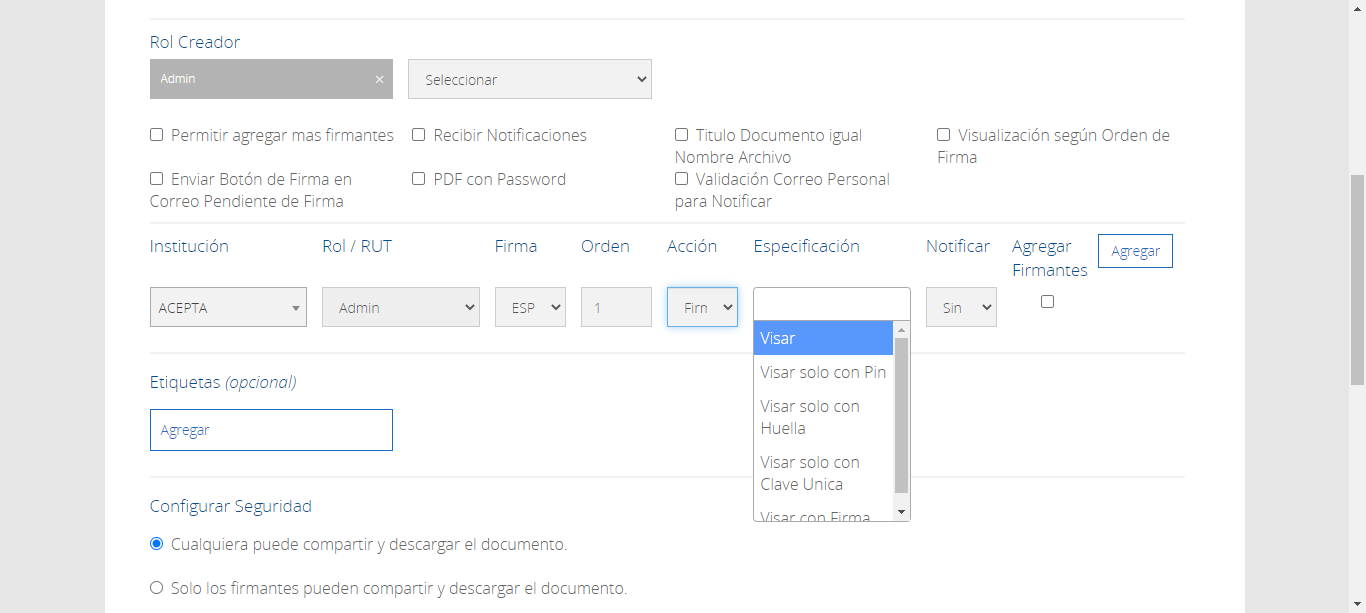 Rol Creador
Admin ×
Seleccionar
Permitir agregar mas firmantes
Recibir Notificaciones
Titulo Documento igual
Nombre Archivo
Visualización según Orden de
Firma
Enviar Botón de Firma en
Correo Pendiente de Firma
PDF con Password
Validación Correo Personal
para Notificar
Institución
Rol / RUT
Firma
Orden
Acción
Especificación
Notificar
Agregar
Firmantes
Agregar
ACEPTA
Admin
ESP
1
Firn
Sin
Visar
Visar solo con Pin
Visar solo con
Huella
Visar solo con
Clave Unica
Visar con Firma
Etiquetas (opcional)
Agregar
Configurar Seguridad
Cualquiera puede compartir y descargar el documento.
Solo los firmantes pueden compartir y descargar el documento.